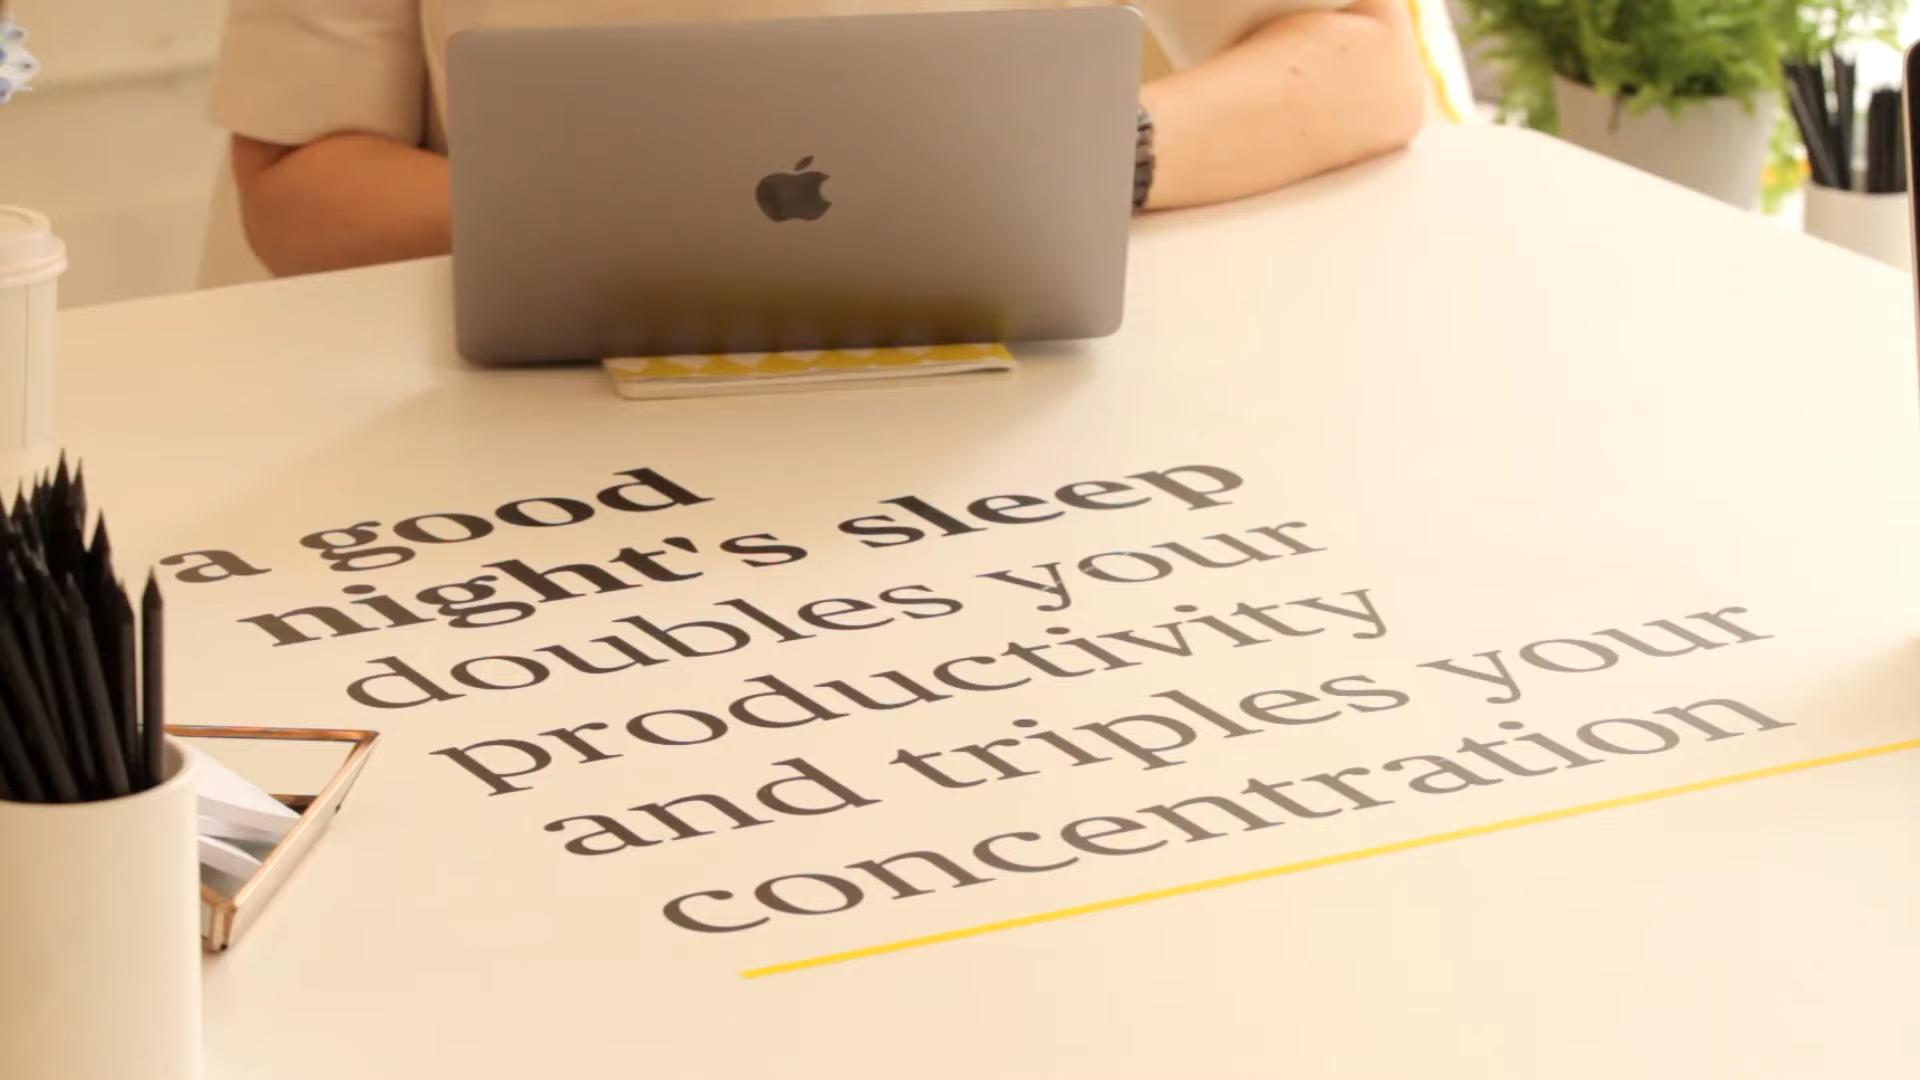 a good
night's sleep
doubles your
productivity
and triples your
concentration